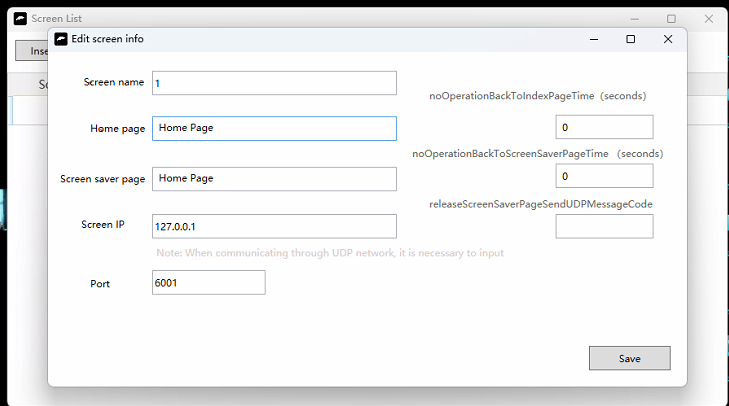 Screen List
Edit screen info
Inse
Sc
Screen name
1
noOperationBackToIndexPageTime (seconds)
Home page
Home Page
0
noOperationBackToScreenSaverPageTime (seconds)
Screen saver page
Home Page
0
releaseScreenSaverPageSendUDPMessageCode
Screen IP
127.0.0.1
Note: When communicating through UDP network, it is necessary to input
Port
6001
Save